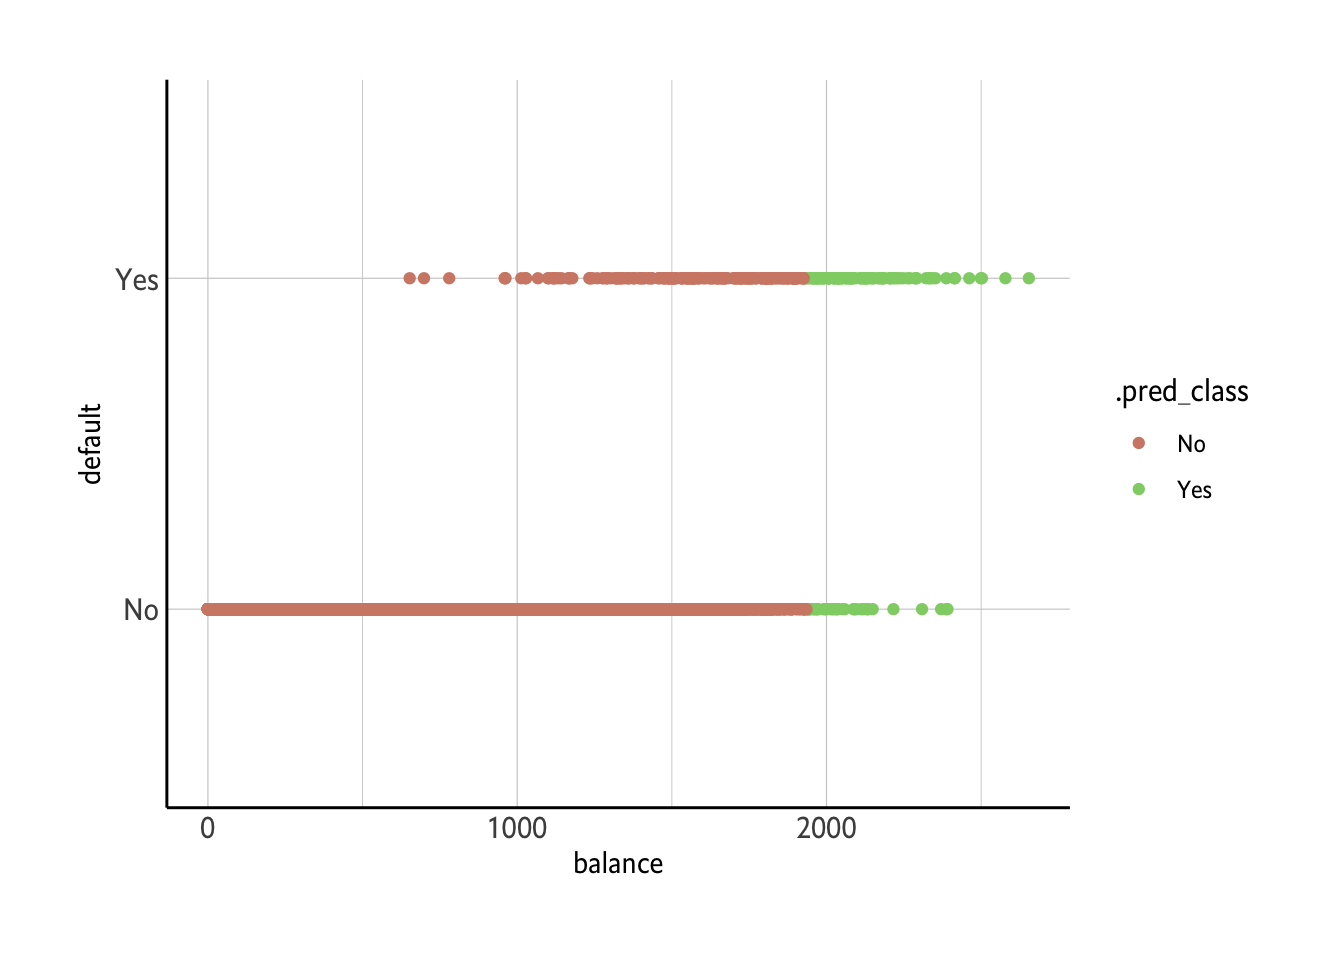 Yes
No
default
0 1000 2000
balance
.pred_class
No
Yes